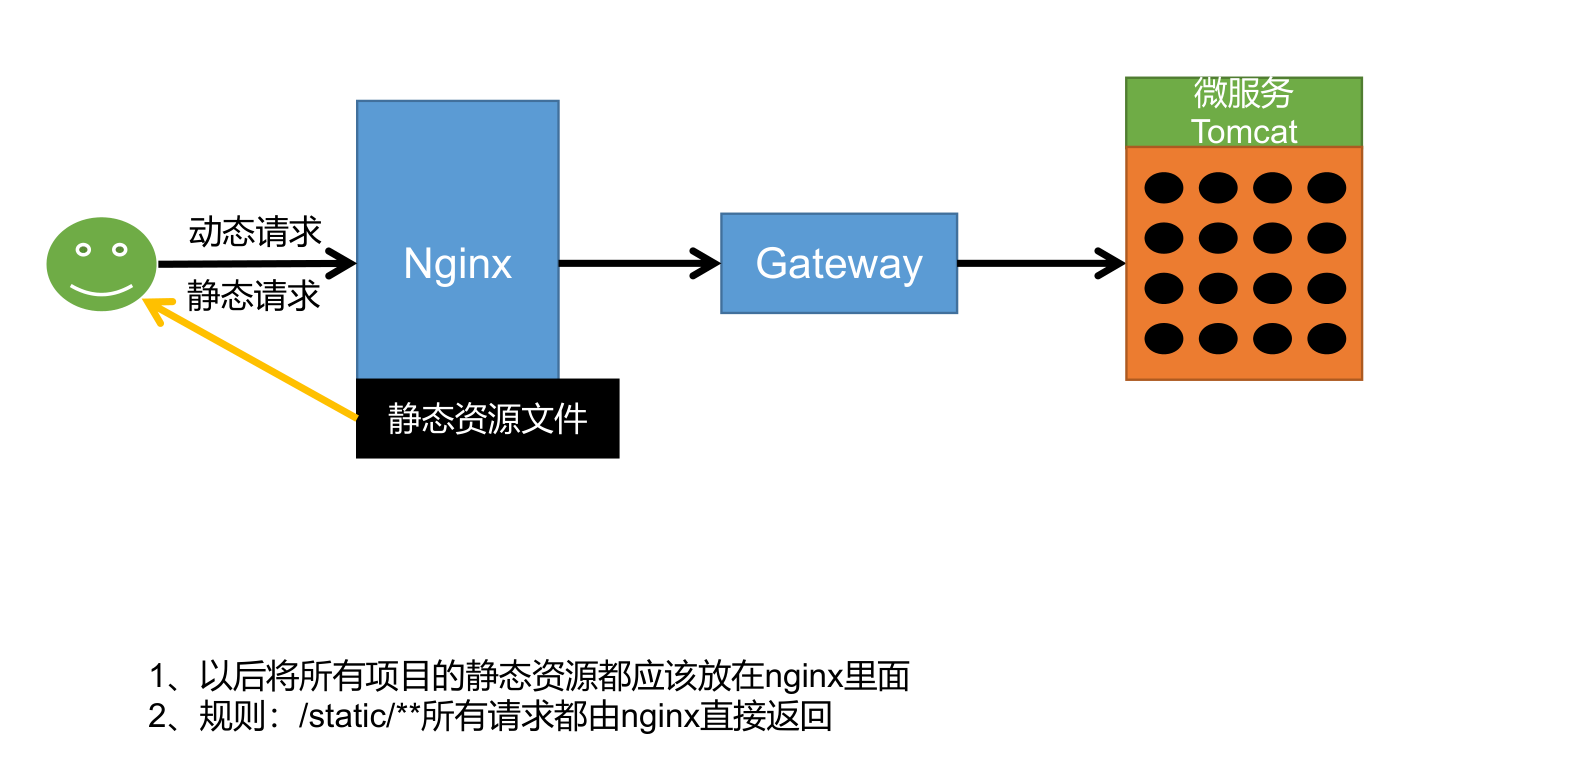 微服务
Tomcat
动态请求
Nginx
Gateway
静态请求
静态资源文件
1、以后将所有项目的静态资源都应该放在nginx里面
2、规则：/static/**所有请求都由nginx直接返回